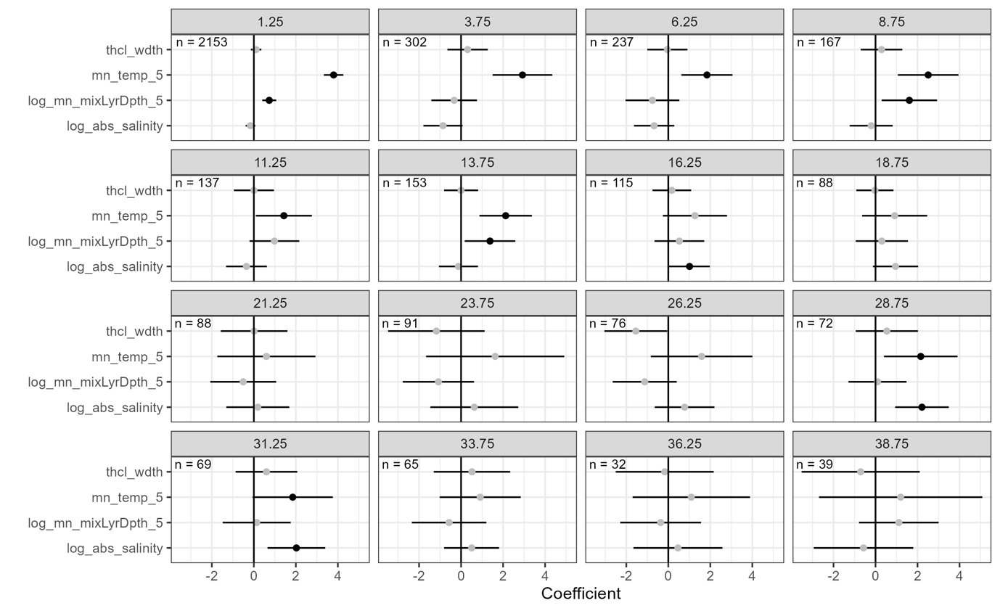 1.25 3.75 6.25 8.75
n = 2153 n = 302 n = 237 n = 167
thcl_wdth
mn_temp_5
log_mn_mixLyrDpth_5
log_abs_salinity
11.25 13.75 16.25 18.75
n = 137 n = 153 n = 115 n = 88
thcl_wdth
mn_temp_5
log_mn_mixLyrDpth_5
log_abs_salinity
21.25 23.75 26.25 28.75
n = 88 n = 91 n = 76 n = 72
thcl_wdth
mn_temp_5
log_mn_mixLyrDpth_5
log_abs_salinity
31.25 33.75 36.25 38.75
n = 69 n = 65 n = 32 n = 39
thcl_wdth
mn_temp_5
log_mn_mixLyrDpth_5
log_abs_salinity
-2 0 2 4 -2 0 2 4 -2 0 2 4 -2 0 2 4
Coefficient